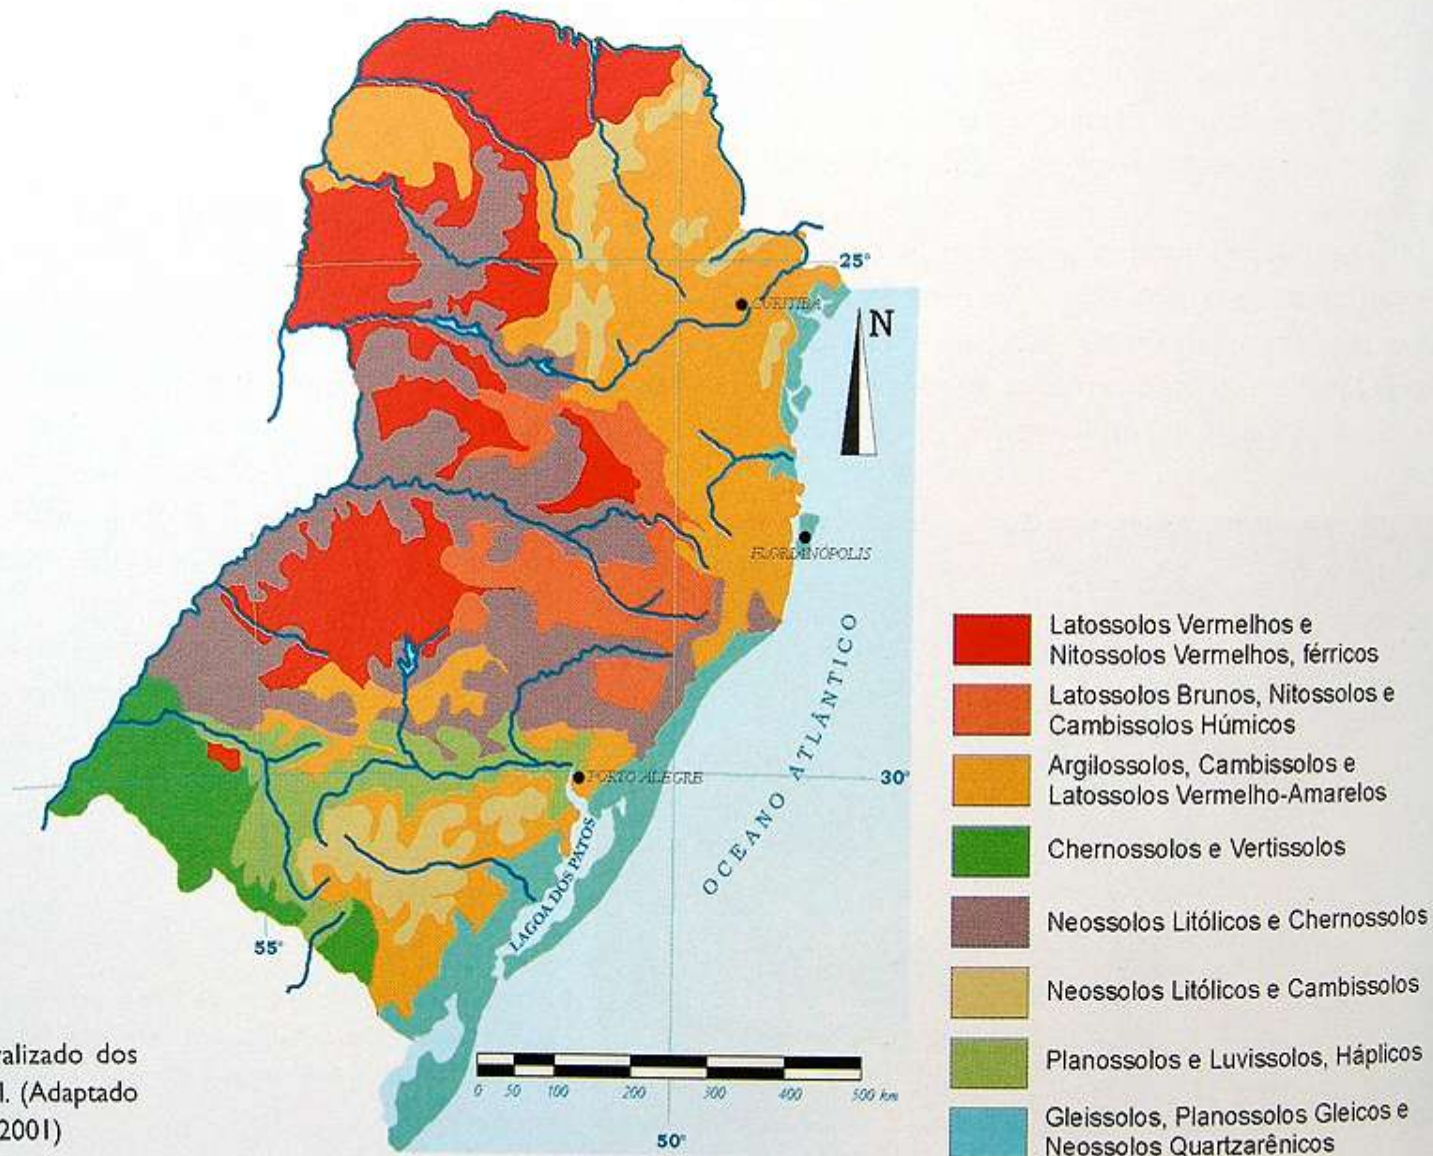 25°
CURITIBA
N
FLORIANÓPOLIS
OCEANO ATLÂNTICO
PORTO ALEGRE
30°
LAGOA DOS PATOS
55°
50°
0 50 100 200 300 400 500 km
Latossolos Vermelhos e
Nitossolos Vermelhos, férricos
Latossolos Brunos, Nitossolos e
Cambissolos Húmicos
Argilossolos, Cambissolos e
Latossolos Vermelho-Amarelos
Chernossolos e Vertissolos
Neossolos Litólicos e Chernossolos
Neossolos Litólicos e Cambissolos
Planossolos e Luvissolos, Háplicos
Gleissolos, Planossolos Gleicos e
Neossolos Quartzarênicos
alizado dos
l. (Adaptado
2001)